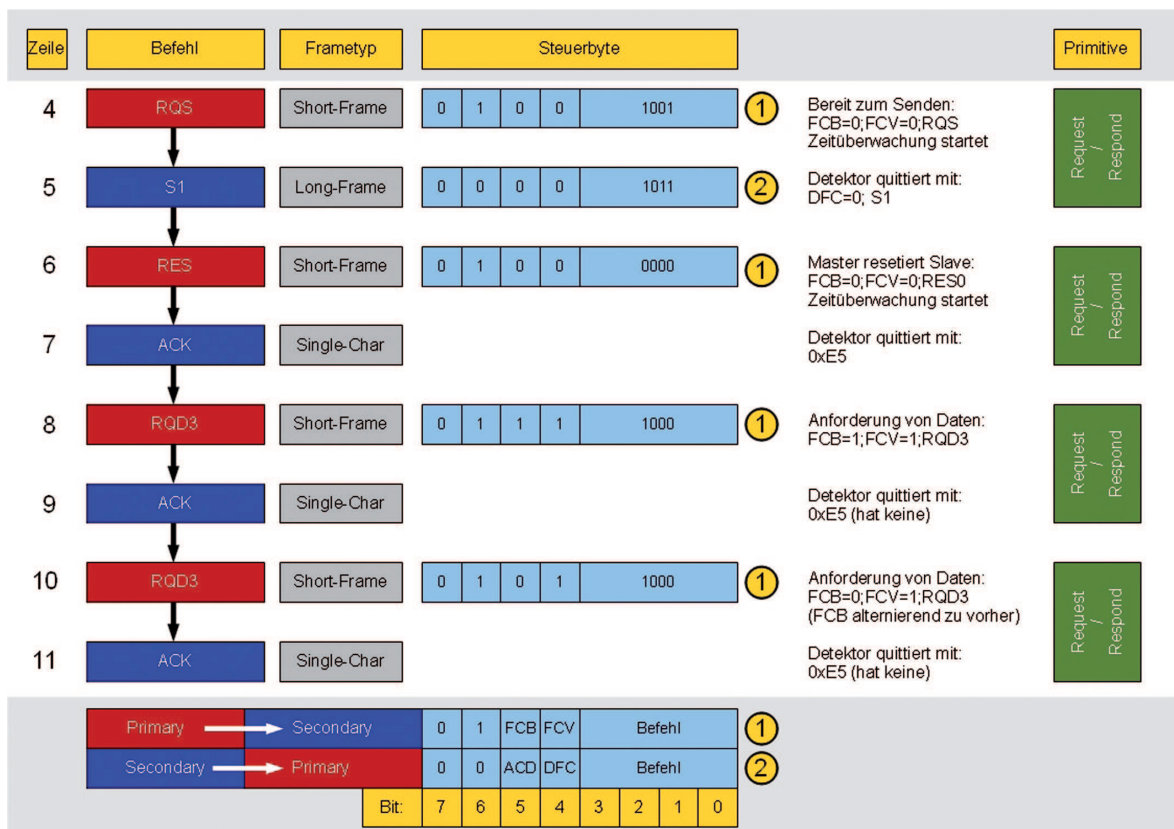 Zeile Befehl Frametyp Steuerbyte Primitive
4 RQS Short-Frame 0 1 0 0 1001 1 Bereit zum Senden:
FCB=0;FCV=0;RQS
Zeitüberwachung startet
Request
/
Respond
5 S1 Long-Frame 0 0 0 0 1011 2 Detektor quittiert mit:
DFC=0; S1
6 RES Short-Frame 0 1 0 0 0000 1 Master resetiert Slave:
FCB=0;FCV=0;RES0
Zeitüberwachung startet
Request
/
Respond
7 ACK Single-Char Detektor quittiert mit:
0xE5
8 RQD3 Short-Frame 0 1 1 1 1000 1 Anforderung von Daten:
FCB=1;FCV=1;RQD3
Request
/
Respond
9 ACK Single-Char Detektor quittiert mit:
0xE5 (hat keine)
10 RQD3 Short-Frame 0 1 0 1 1000 1 Anforderung von Daten:
FCB=0;FCV=1;RQD3
(FCB alternierend zu vorher)
Request
/
Respond
11 ACK Single-Char Detektor quittiert mit:
0xE5 (hat keine)
Primary Secondary 0 1 FCB FCV Befehl 1
Secondary Primary 0 0 ACD DFC Befehl 2
Bit: 7 6 5 4 3 2 1 0